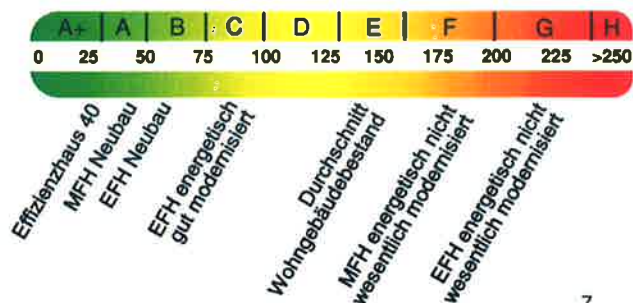 A+ A B C D E F G H
0 25 50 75 100 125 150 175 200 225 >250
Effizienzhaus 40
MFH Neubau
EFH Neubau
EFH energetisch
gut modernisiert
Durchschnitt
Wohngebäudebestand
MFH energetisch nicht
wesentlich modernisiert
EFH energetisch nicht
wesentlich modernisiert